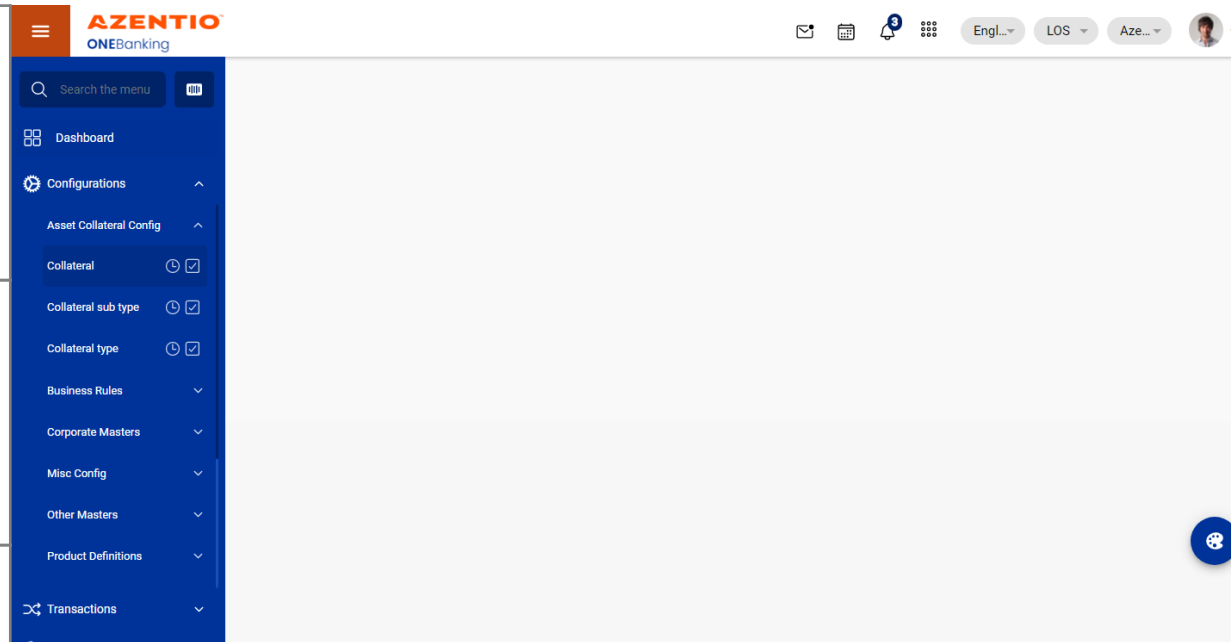 AZENTIO
ONEBanking
3
Engl...
LOS
Aze...
Search the menu
Dashboard
Configurations
Asset Collateral Config
Collateral
Collateral sub type
Collateral type
Business Rules
Corporate Masters
Misc Config
Other Masters
Product Definitions
Transactions